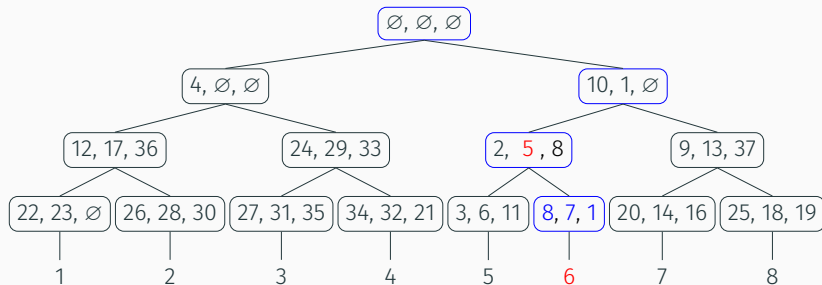 ∅, ∅, ∅
4, ∅, ∅ 10, 1, ∅
12, 17, 36 24, 29, 33 2, 5 , 8 9, 13, 37
22, 23, ∅ 26, 28, 30 27, 31, 35 34, 32, 21 3, 6, 11 8, 7, 1 20, 14, 16 25, 18, 19
1 2 3 4 5 6 7 8